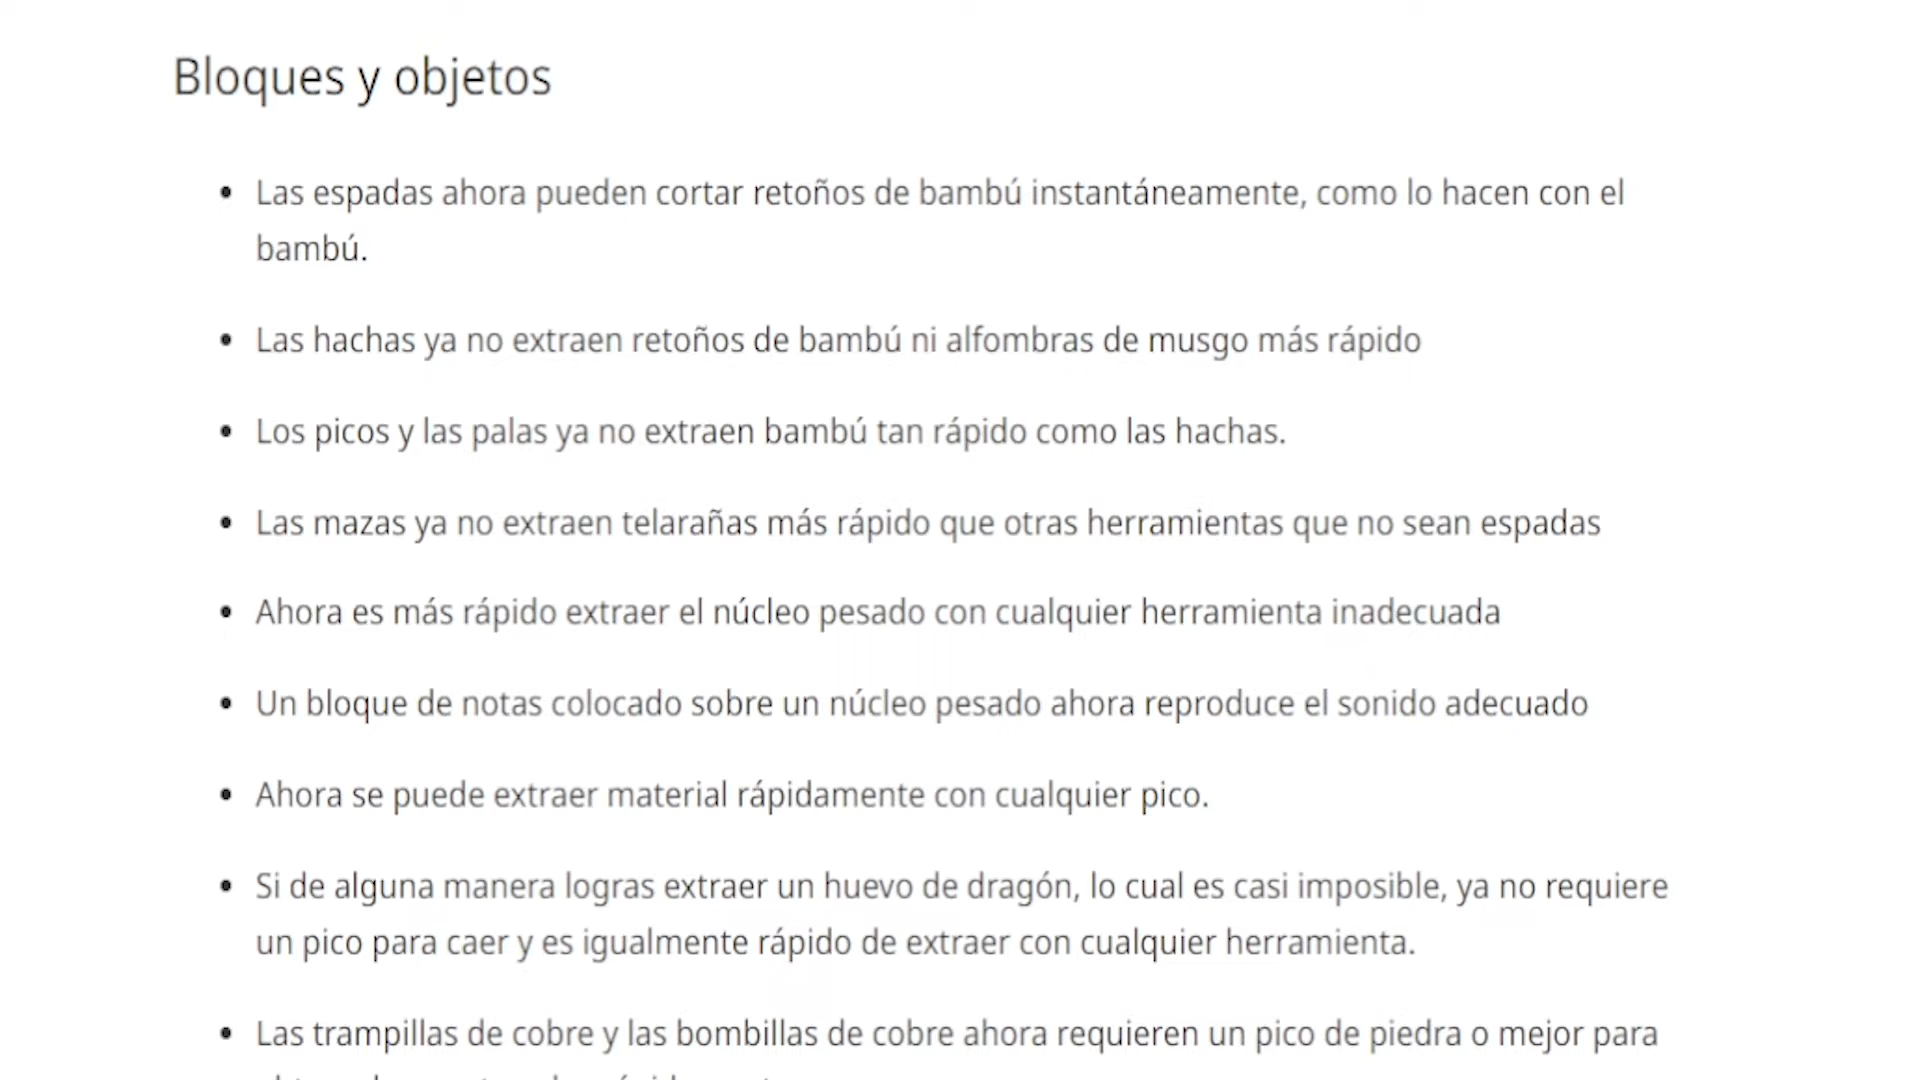 Bloques y objetos
• Las espadas ahora pueden cortar retoños de bambú instantáneamente, como lo hacen con el
bambú.
• Las hachas ya no extraen retoños de bambú ni alfombras de musgo más rápido
• Los picos y las palas ya no extraen bambú tan rápido como las hachas.
• Las mazas ya no extraen telarañas más rápido que otras herramientas que no sean espadas
• Ahora es más rápido extraer el núcleo pesado con cualquier herramienta inadecuada
• Un bloque de notas colocado sobre un núcleo pesado ahora reproduce el sonido adecuado
• Ahora se puede extraer material rápidamente con cualquier pico.
• Si de alguna manera logras extraer un huevo de dragón, lo cual es casi imposible, ya no requiere
un pico para caer y es igualmente rápido de extraer con cualquier herramienta.
• Las trampillas de cobre y las bombillas de cobre ahora requieren un pico de piedra o mejor para